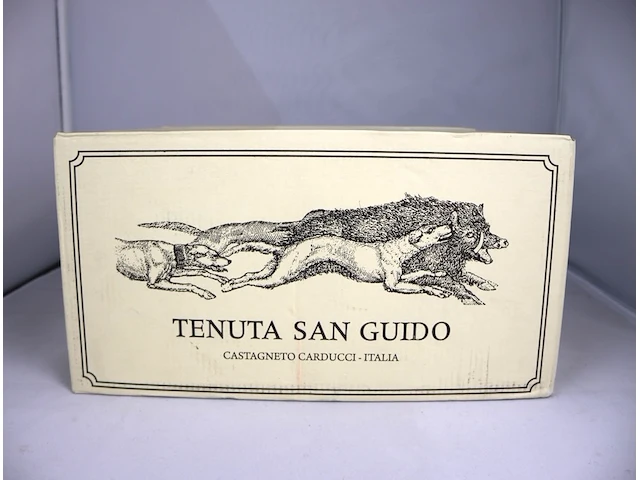 TENUTA SAN GUIDO
CASTAGNETO CARDUCCI - ITALIA